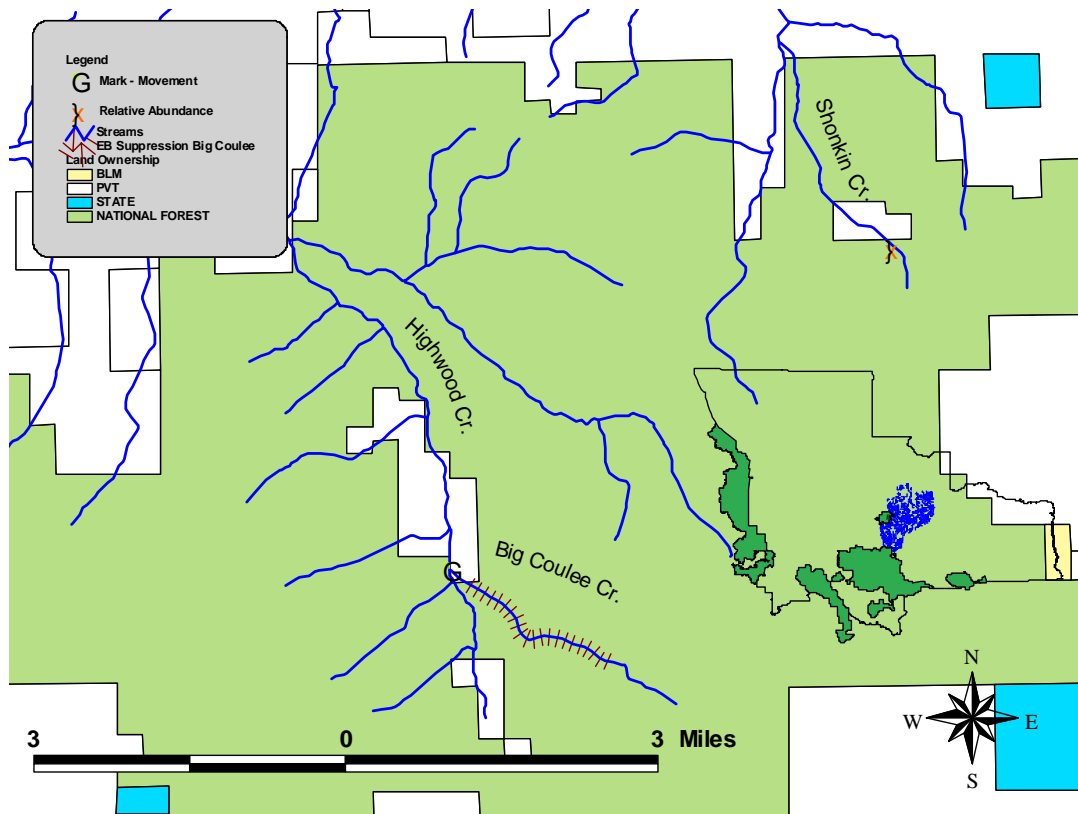 Legend
G Mark - Movement
Relative Abundance
Streams
EB Suppression Big Coulee
Land Ownership
BLM
PVT
STATE
NATIONAL FOREST
Shonkin Cr.
Highwood Cr.
Big Coulee Cr.
G
N
W E
S
3 0 3 Miles